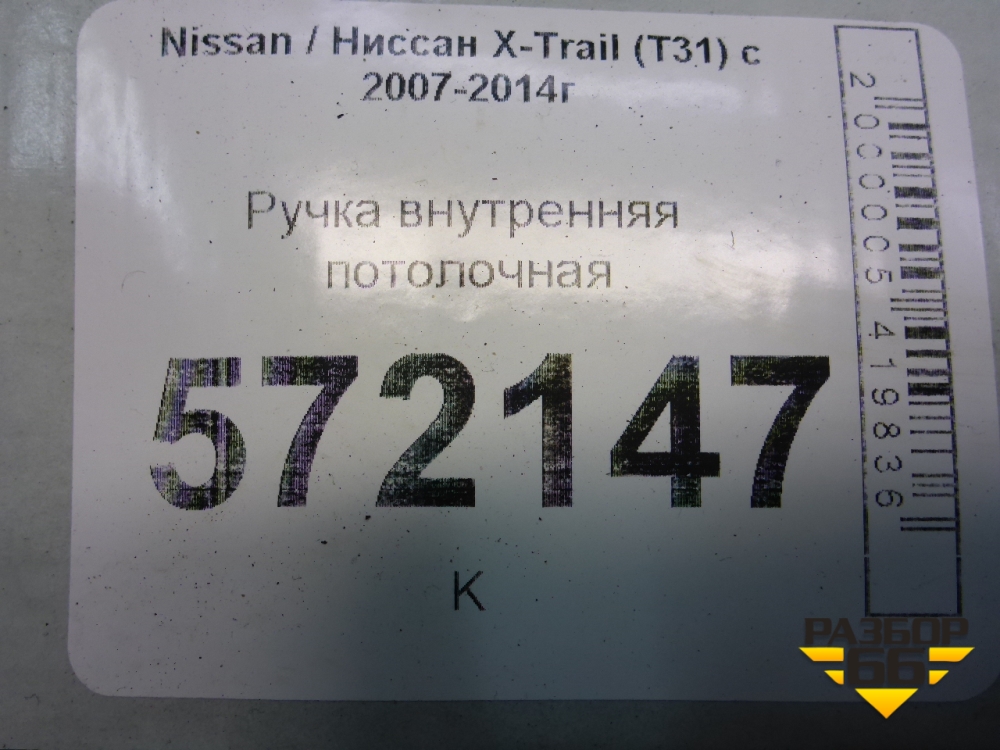 Nissan / Ниссан X-Trail (T31) с
2007-2014г
Ручка внутренняя
потолочная
572147
К
2000005419836
РАЗБОР
66